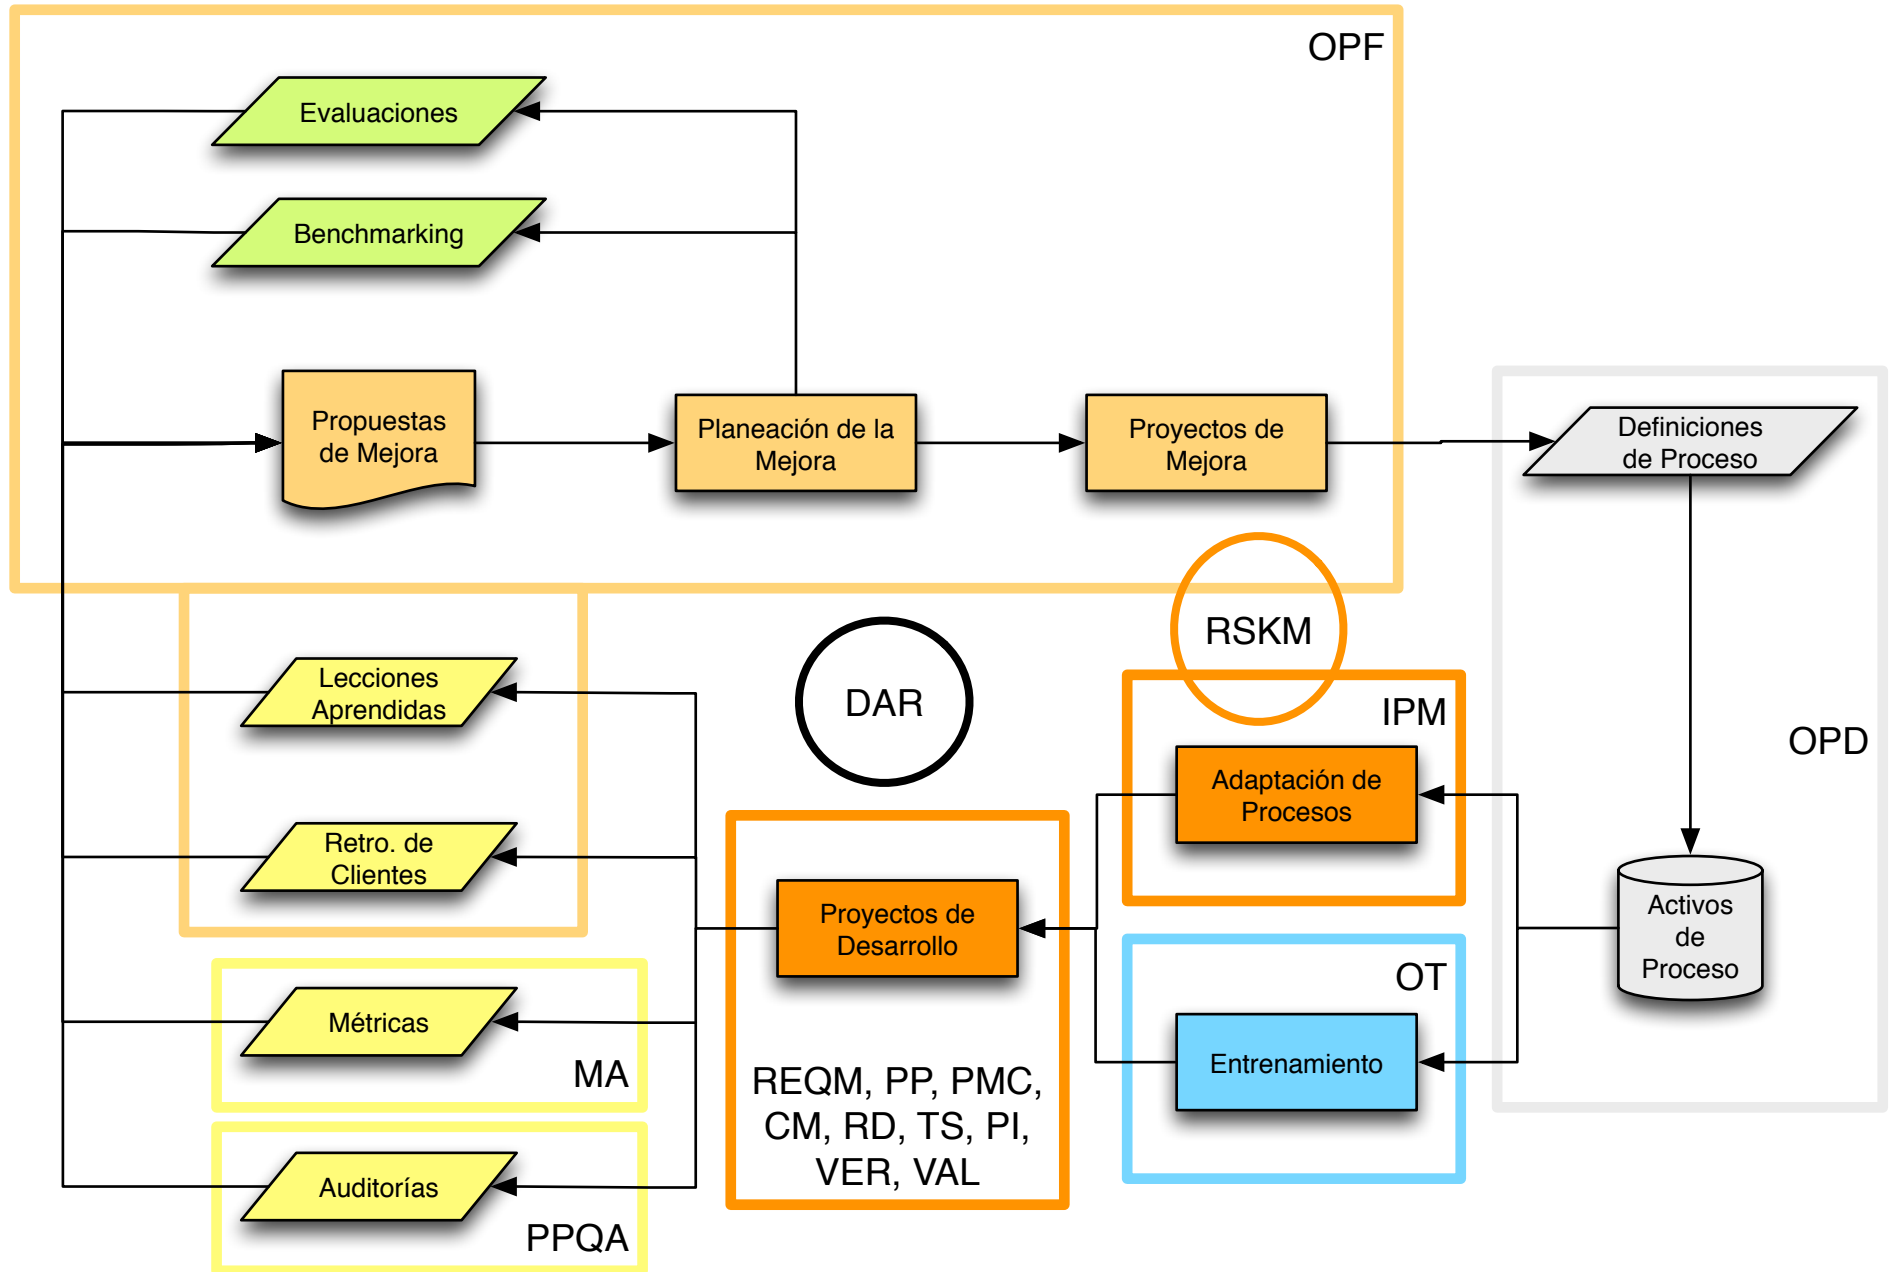 OPF
Evaluaciones
Benchmarking
Propuestas
de Mejora
Planeación de la
Mejora
Proyectos de
Mejora
Definiciones
de Proceso
RSKM
DAR
IPM
OPD
Lecciones
Aprendidas
Adaptación de
Procesos
Retro. de
Clientes
Proyectos de
Desarrollo
Activos
de
Proceso
OT
Métricas
MA
Entrenamiento
REQM, PP, PMC,
CM, RD, TS, PI,
VER, VAL
Auditorías
PPQA